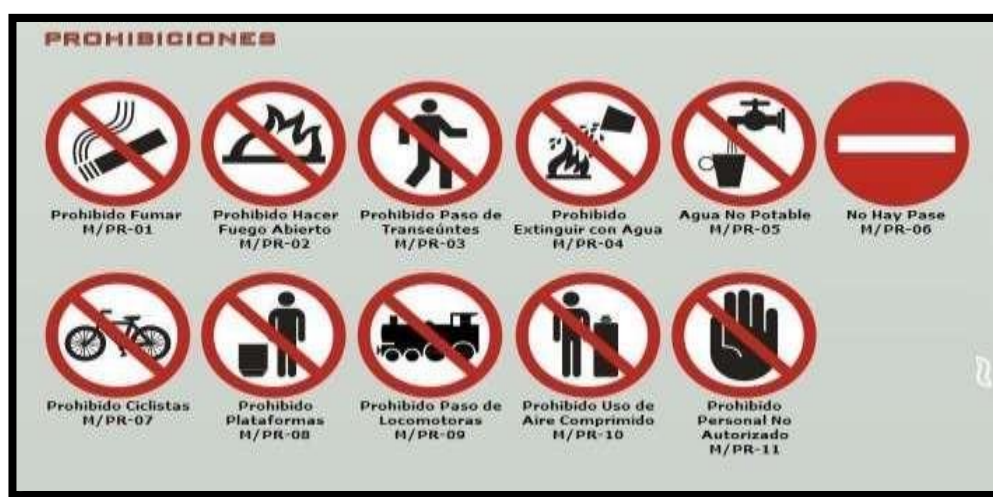 PROHIBICIONES
Prohibido Fumar
M/PR-01
Prohibido Hacer
Fuego Abierto
M/PR-02
Prohibido Paso de
Transeúntes
M/PR-03
Prohibido
Extinguir con Agua
M/PR-04
Agua No Potable
M/PR-05
No Hay Pase
M/PR-06
Prohibido Ciclistas
M/PR-07
Prohibido
Plataformas
M/PR-08
Prohibido Paso de
Locomotoras
M/PR-09
Prohibido Uso de
Aire Comprimido
M/PR-10
Prohibido
Personal No
Autorizado
M/PR-11